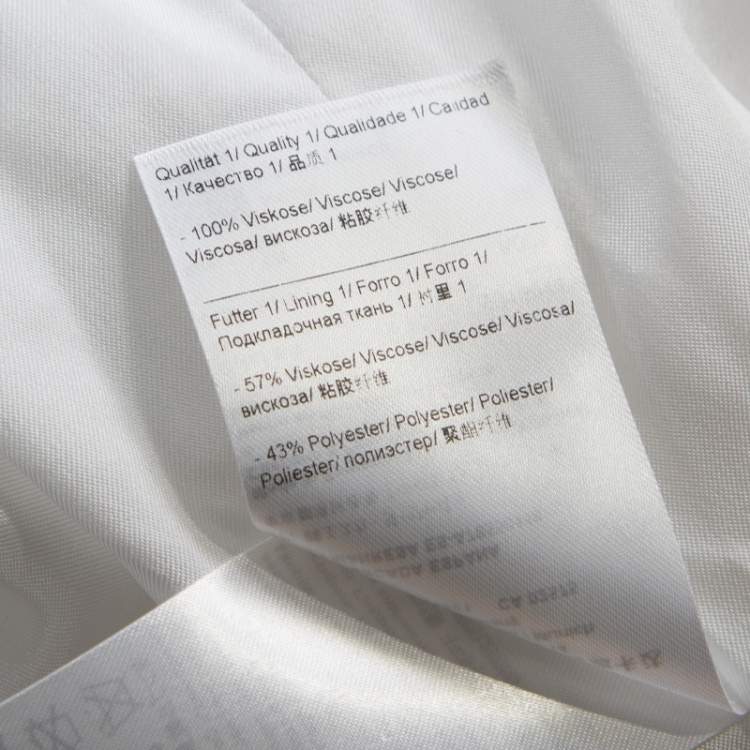 Qualität 1/ Quality 1/ Qualidade 1/ Calidad
1/ Качество 1/ 品质 1
- 100% Viskose/ Viscose/ Viscose/
Viscosa/ вискоза/ 粘胶纤维
Futter 1/ Lining 1/ Forro 1/ Forro 1/
Подкладочная ткань 1/ 衬里 1
- 57% Viskose/ Viscose/ Viscose/ Viscosa/
вискоза/ 粘胶纤维
- 43% Polyester/ Polyester/ Poliester/
Poliester/ полиэстер/ 聚酯纤维